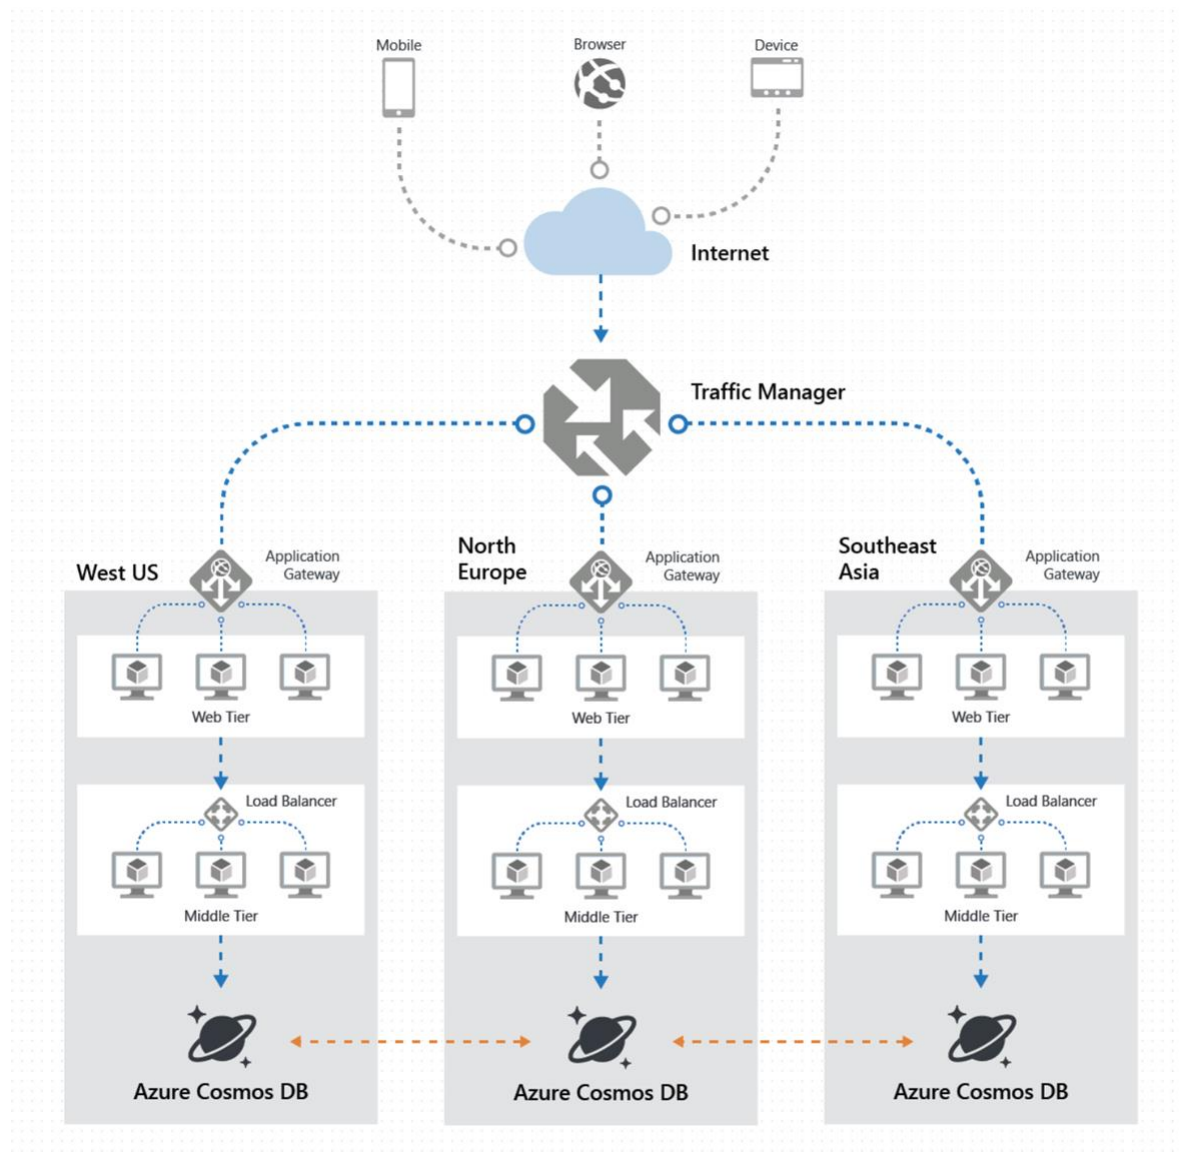 Mobile
Browser
Device
Internet
Traffic Manager
West US
Application
Gateway
North
Europe
Application
Gateway
Southeast
Asia
Application
Gateway
Web Tier
Web Tier
Web Tier
Load Balancer
Load Balancer
Load Balancer
Middle Tier
Middle Tier
Middle Tier
Azure Cosmos DB
Azure Cosmos DB
Azure Cosmos DB